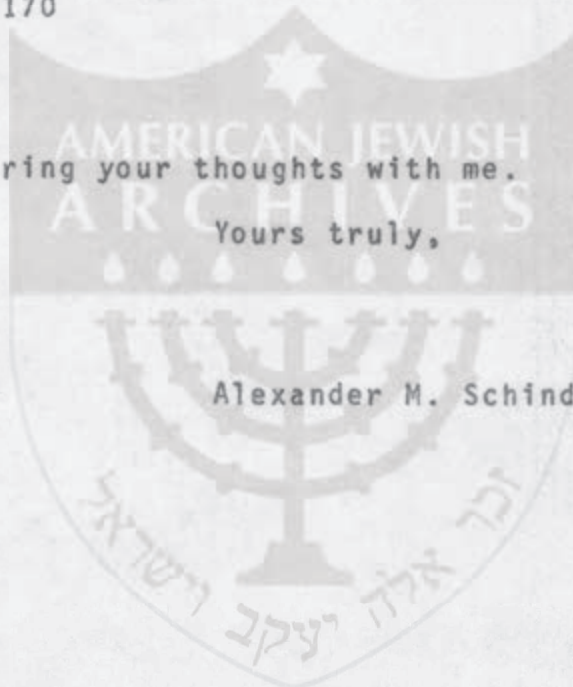 170
AMERICAN JEWISH
ring your thoughts with me.
ARCHIVES
Yours truly,
Alexander M. Schind
זכר אלה יעקב וישראל